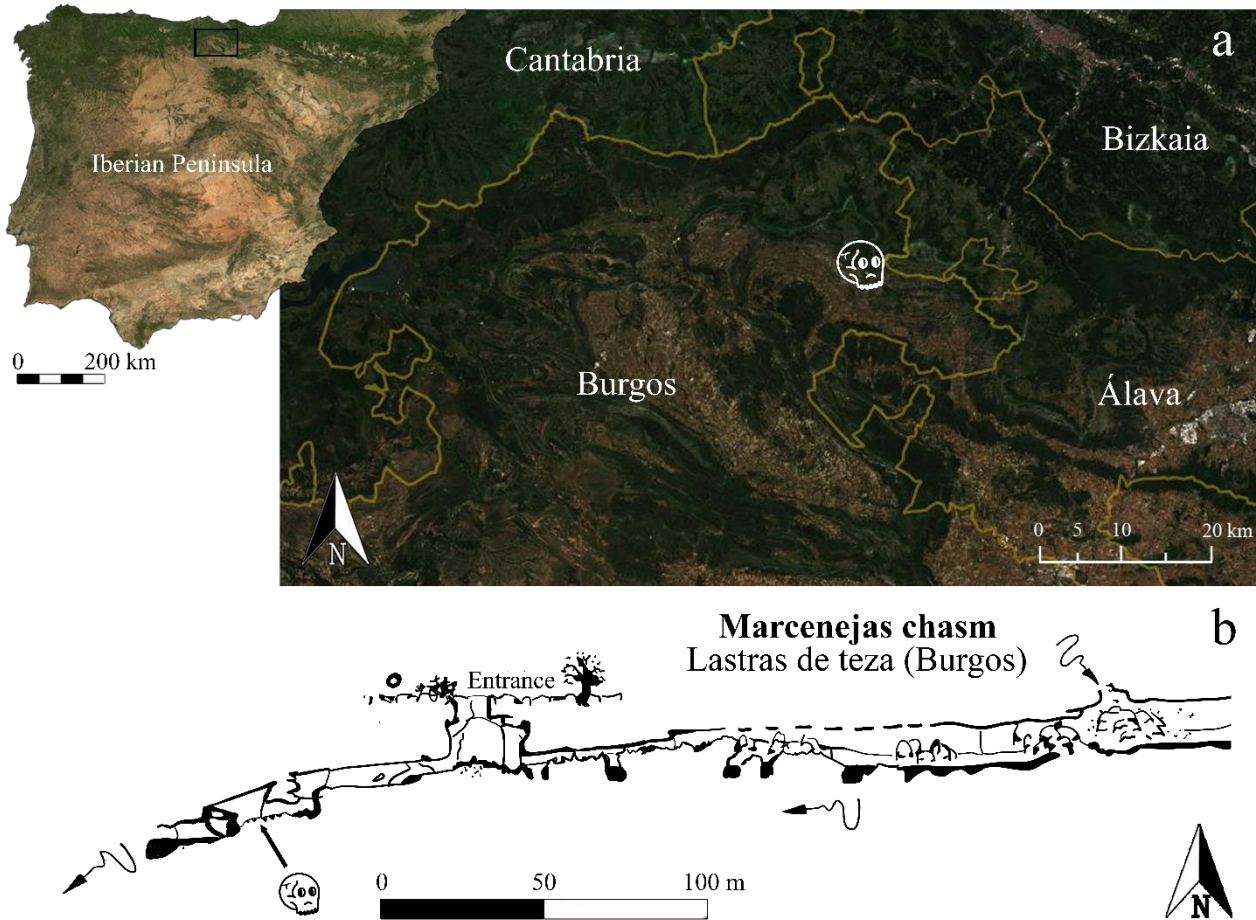 a
Cantabria
Bizkaia
Iberian Peninsula
0 200 km
Burgos
Álava
N
0 5 10 20 km
b
Marcenejas chasm
Lastras de teza (Burgos)
Entrance
0 50 100 m
N